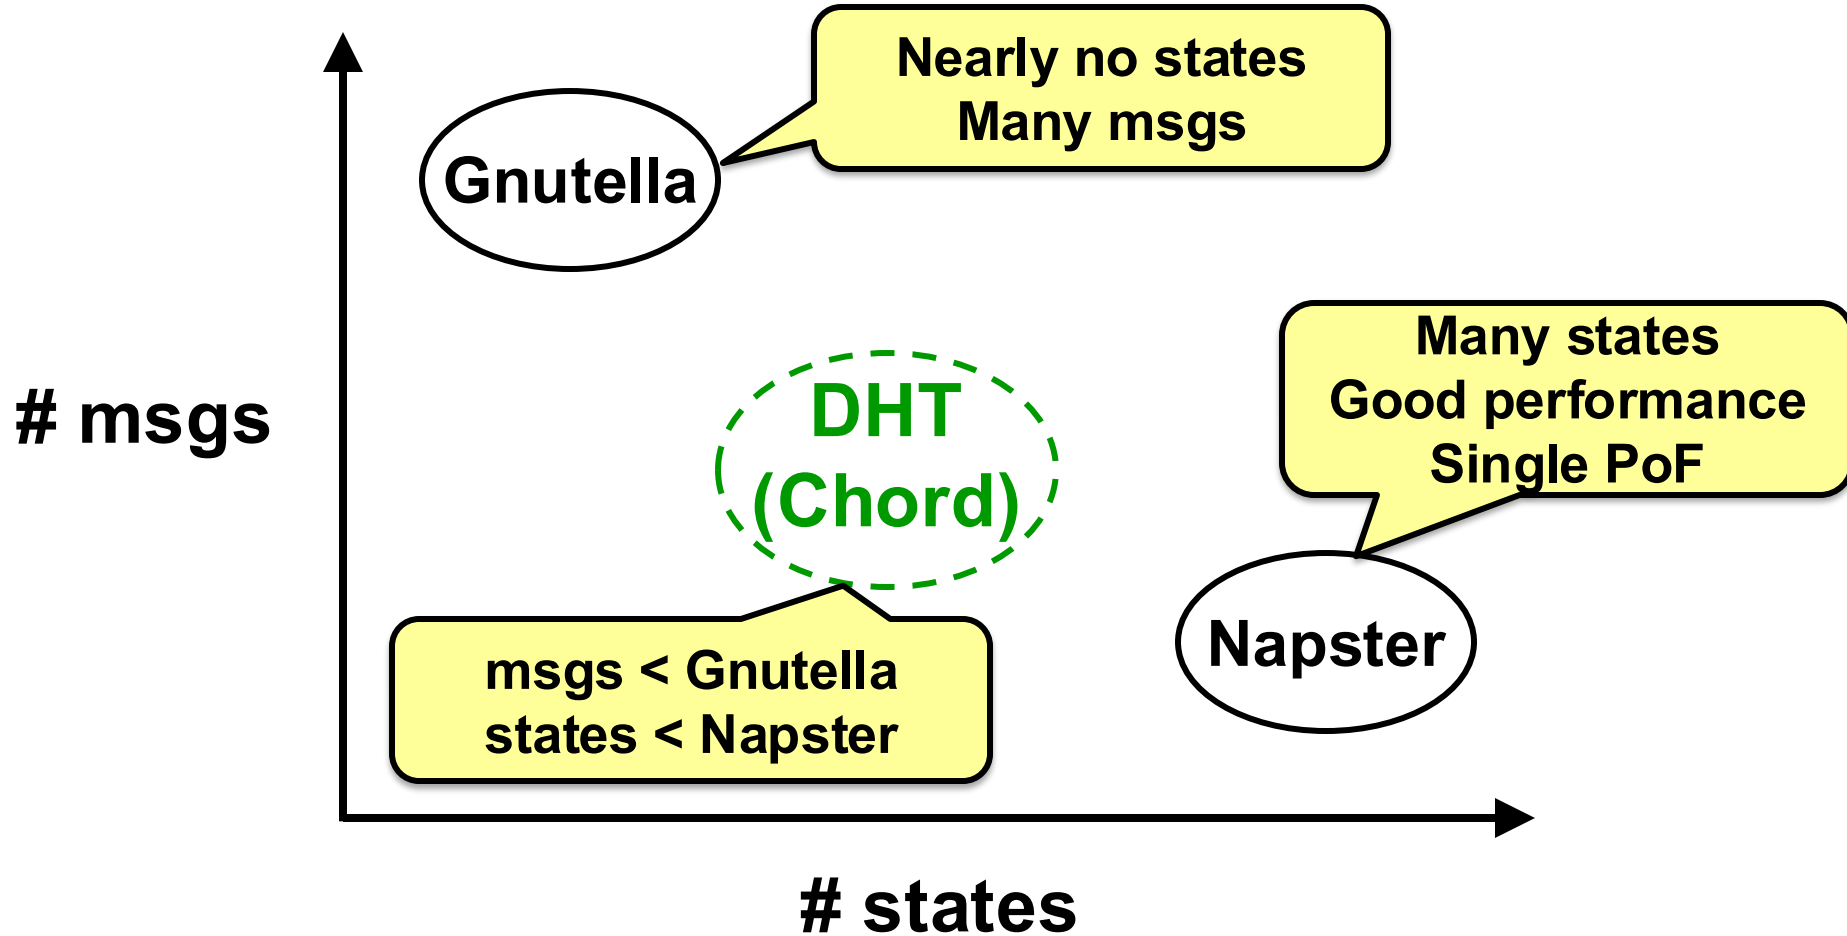 Nearly no states
Many msgs
Gnutella
Many states
Good performance
Single PoF
# msgs
DHT
(Chord)
Napster
msgs < Gnutella
states < Napster
# states